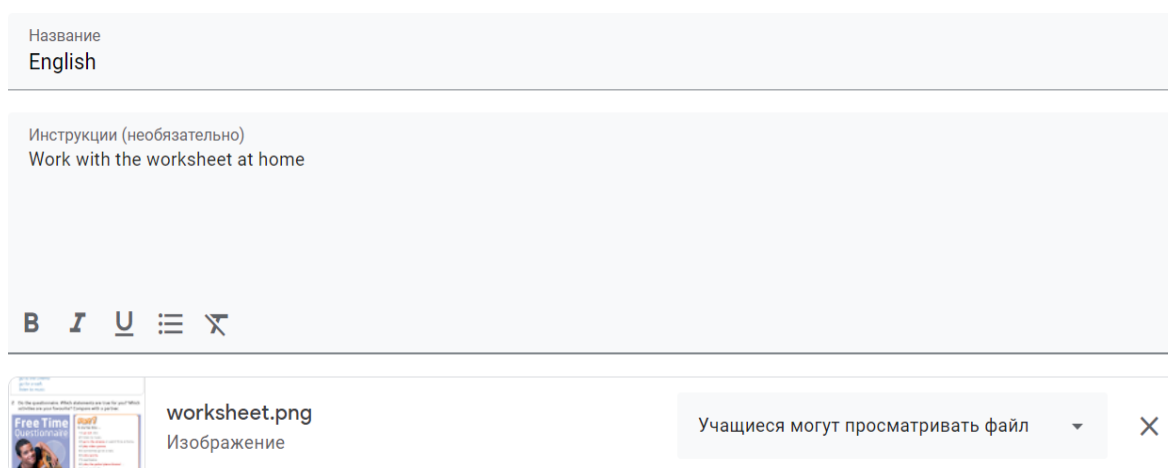 Название
English
Инструкции (необязательно)
Work with the worksheet at home
B I U
worksheet.png
Изображение
Учащиеся могут просматривать файл
Free Time
Questionnaire